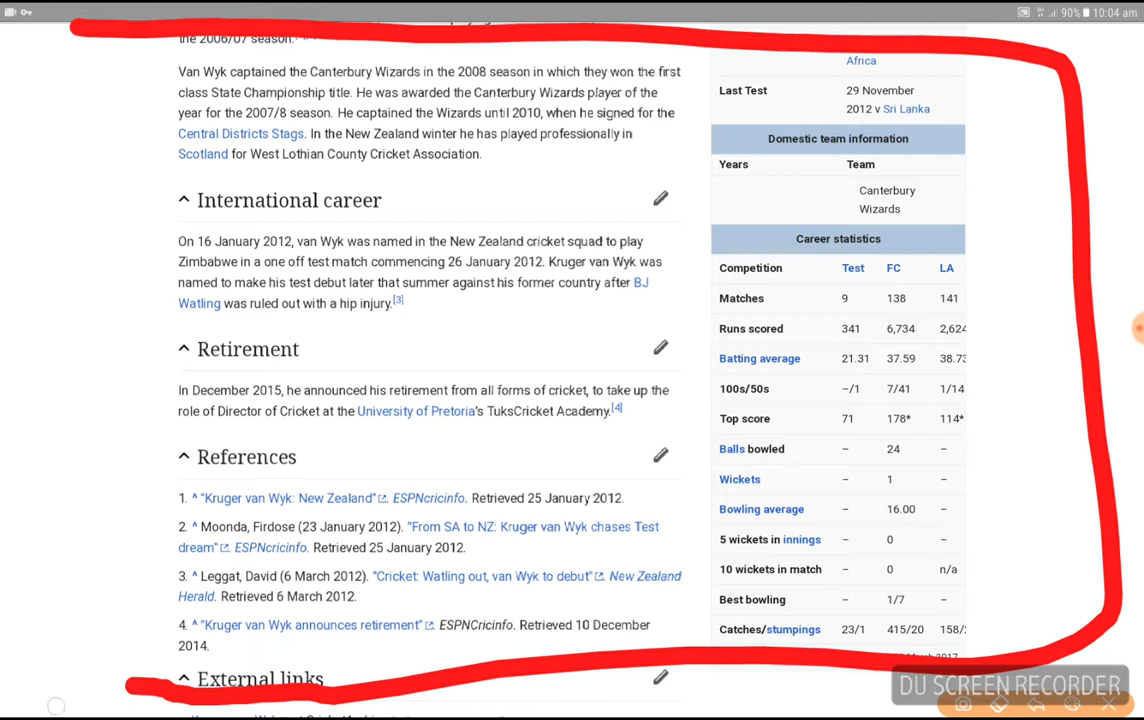 90% 10:04 am
the 2006/07 season.
Van Wyk captained the Canterbury Wizards in the 2008 season in which they won the first
class State Championship title. He was awarded the Canterbury Wizards player of the
year for the 2007/8 season. He captained the Wizards until 2010, when he signed for the
Central Districts Stags. In the New Zealand winter he has played professionally in
Scotland for West Lothian County Cricket Association.
International career
On 16 January 2012, van Wyk was named in the New Zealand cricket squad to play
Zimbabwe in a one off test match commencing 26 January 2012. Kruger van Wyk was
named to make his test debut later that summer against his former country after BJ
Watling was ruled out with a hip injury.[3]
Retirement
In December 2015, he announced his retirement from all forms of cricket, to take up the
role of Director of Cricket at the University of Pretoria's TuksCricket Academy.[4]
References
1. ^ "Kruger van Wyk: New Zealand". ESPNcricinfo. Retrieved 25 January 2012.
2. ^ Moonda, Firdose (23 January 2012). "From SA to NZ: Kruger van Wyk chases Test
dream". ESPNcricinfo. Retrieved 25 January 2012.
3. ^ Leggat, David (6 March 2012). "Cricket: Watling out, van Wyk to debut". New Zealand
Herald. Retrieved 6 March 2012.
4. ^ "Kruger van Wyk announces retirement". ESPNCricinfo. Retrieved 10 December
2014.
External links
Africa
Last Test 29 November
2012 v Sri Lanka
Domestic team information
Years Team
Canterbury
Wizards
Career statistics
Competition Test FC LA
Matches 9 138 141
Runs scored 341 6,734 2,624
Batting average 21.31 37.59 38.73
100s/50s –/1 7/41 1/14
Top score 71 178* 114*
Balls bowled – 24 –
Wickets – 1 –
Bowling average – 16.00 –
5 wickets in innings – 0 –
10 wickets in match – 0 n/a
Best bowling – 1/7 –
Catches/stumpings 23/1 415/20 158/
DU SCREEN RECORDER